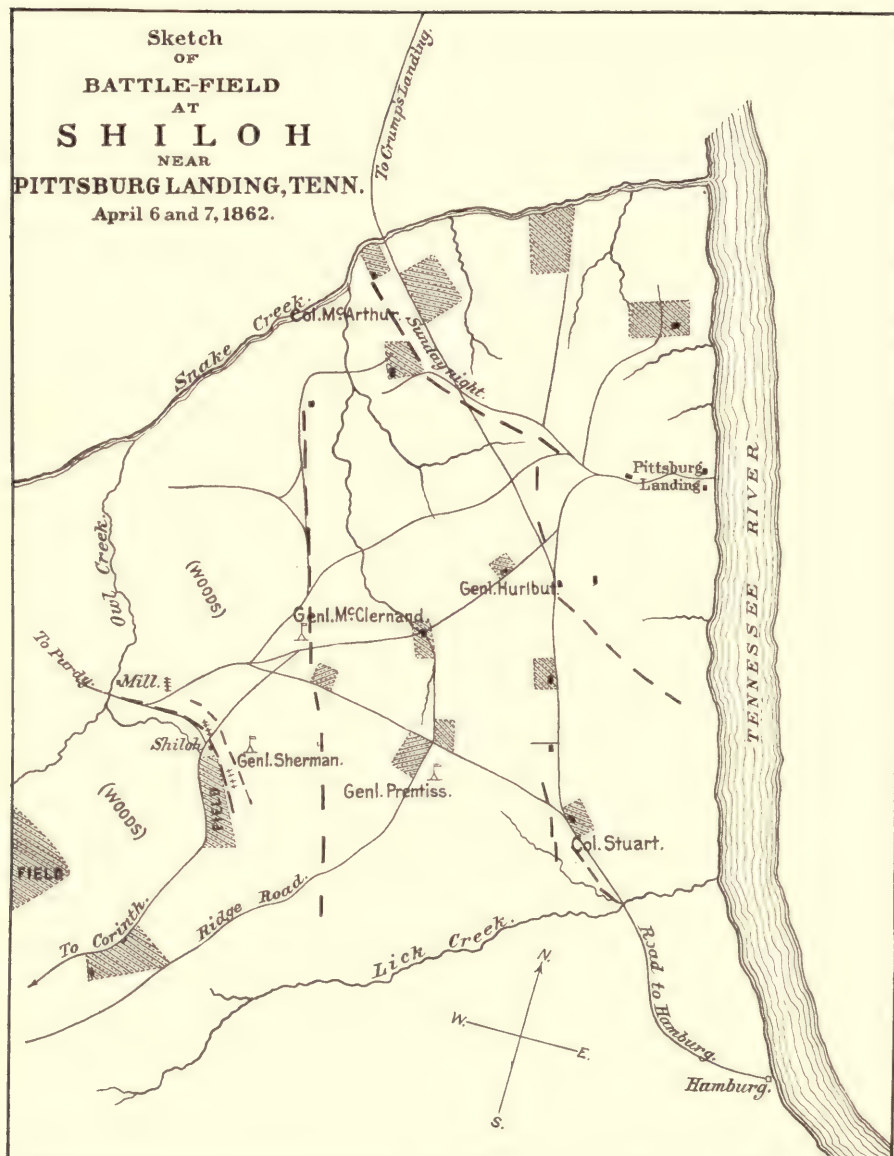 Sketch
OF
BATTLE-FIELD
AT
SHILOH
NEAR
PITTSBURG LANDING, TENN.
April 6 and 7, 1862.
To Crump's Landing.
Snake Creek.
Col. McArthur.
Sunday night.
Pittsburg
Landing.
TENNESSEE RIVER
Owl Creek.
(WOODS)
Genl. Hurlbut.
Genl. McClernand.
To Purdy.
Mill.
Shiloh
Genl. Sherman.
Genl. Prentiss.
(WOODS)
FIELD
FIELD
Col. Stuart.
To Corinth.
Ridge Road.
Lick Creek.
Road to Hamburg.
Hamburg.
N.
W.
E.
S.